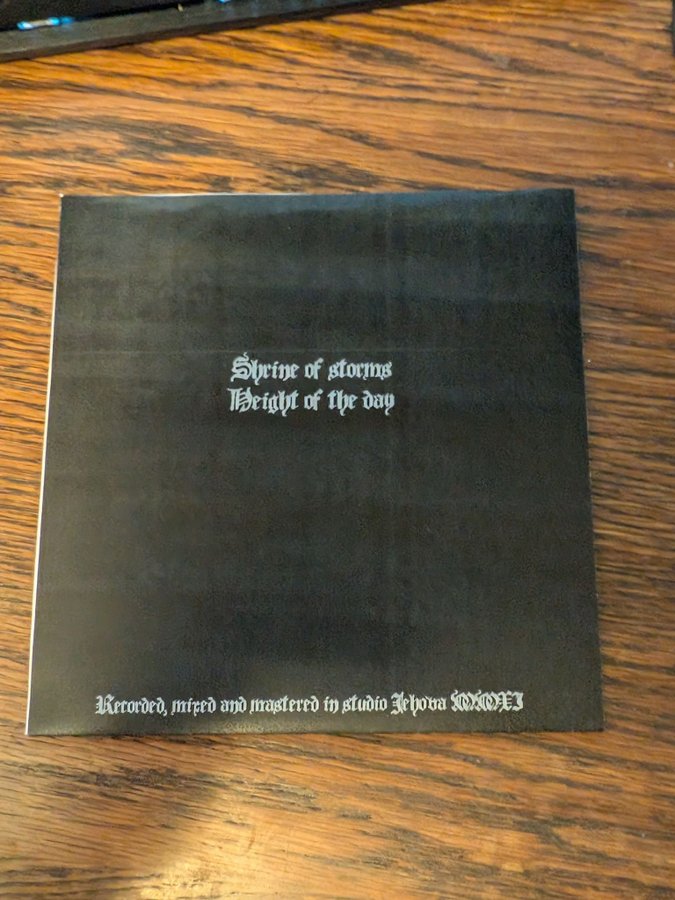 Shrine of storms
Height of the day
Recorded, mixed and mastered in studio Jehova MMXI